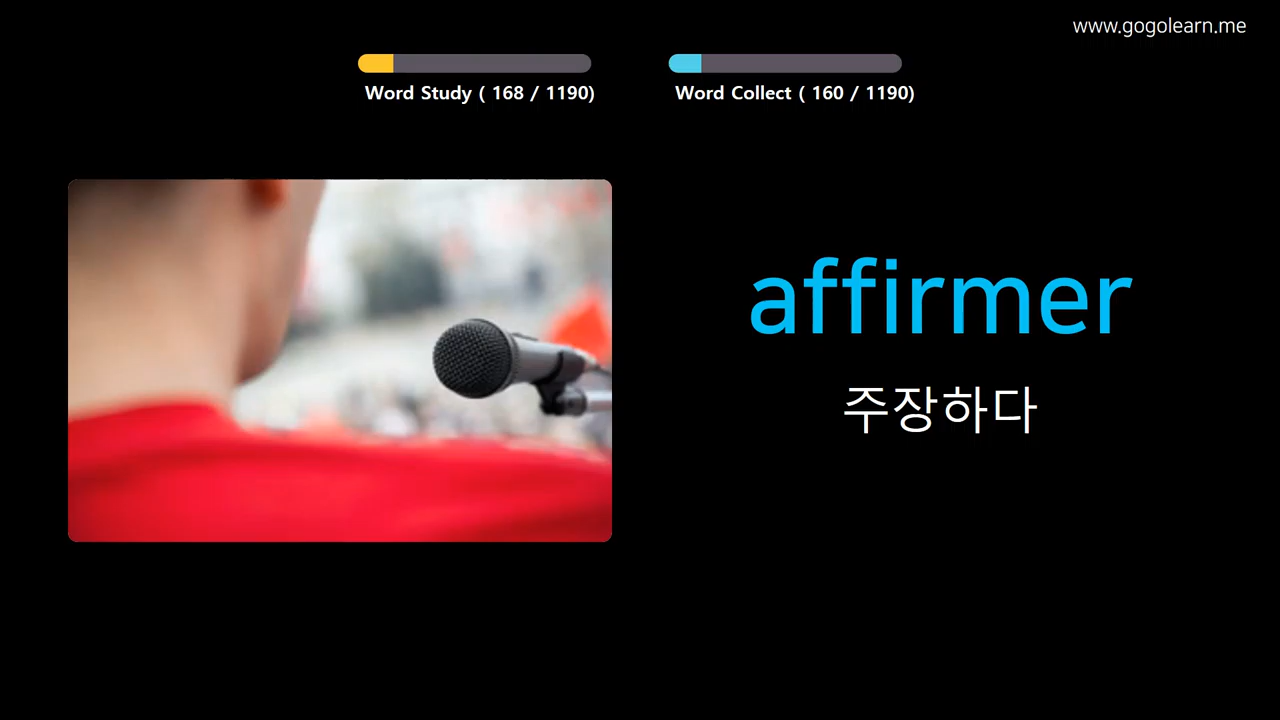 www.gogolearn.me
Word Study ( 168 / 1190)
Word Collect ( 160 / 1190)
affirmer
주장하다